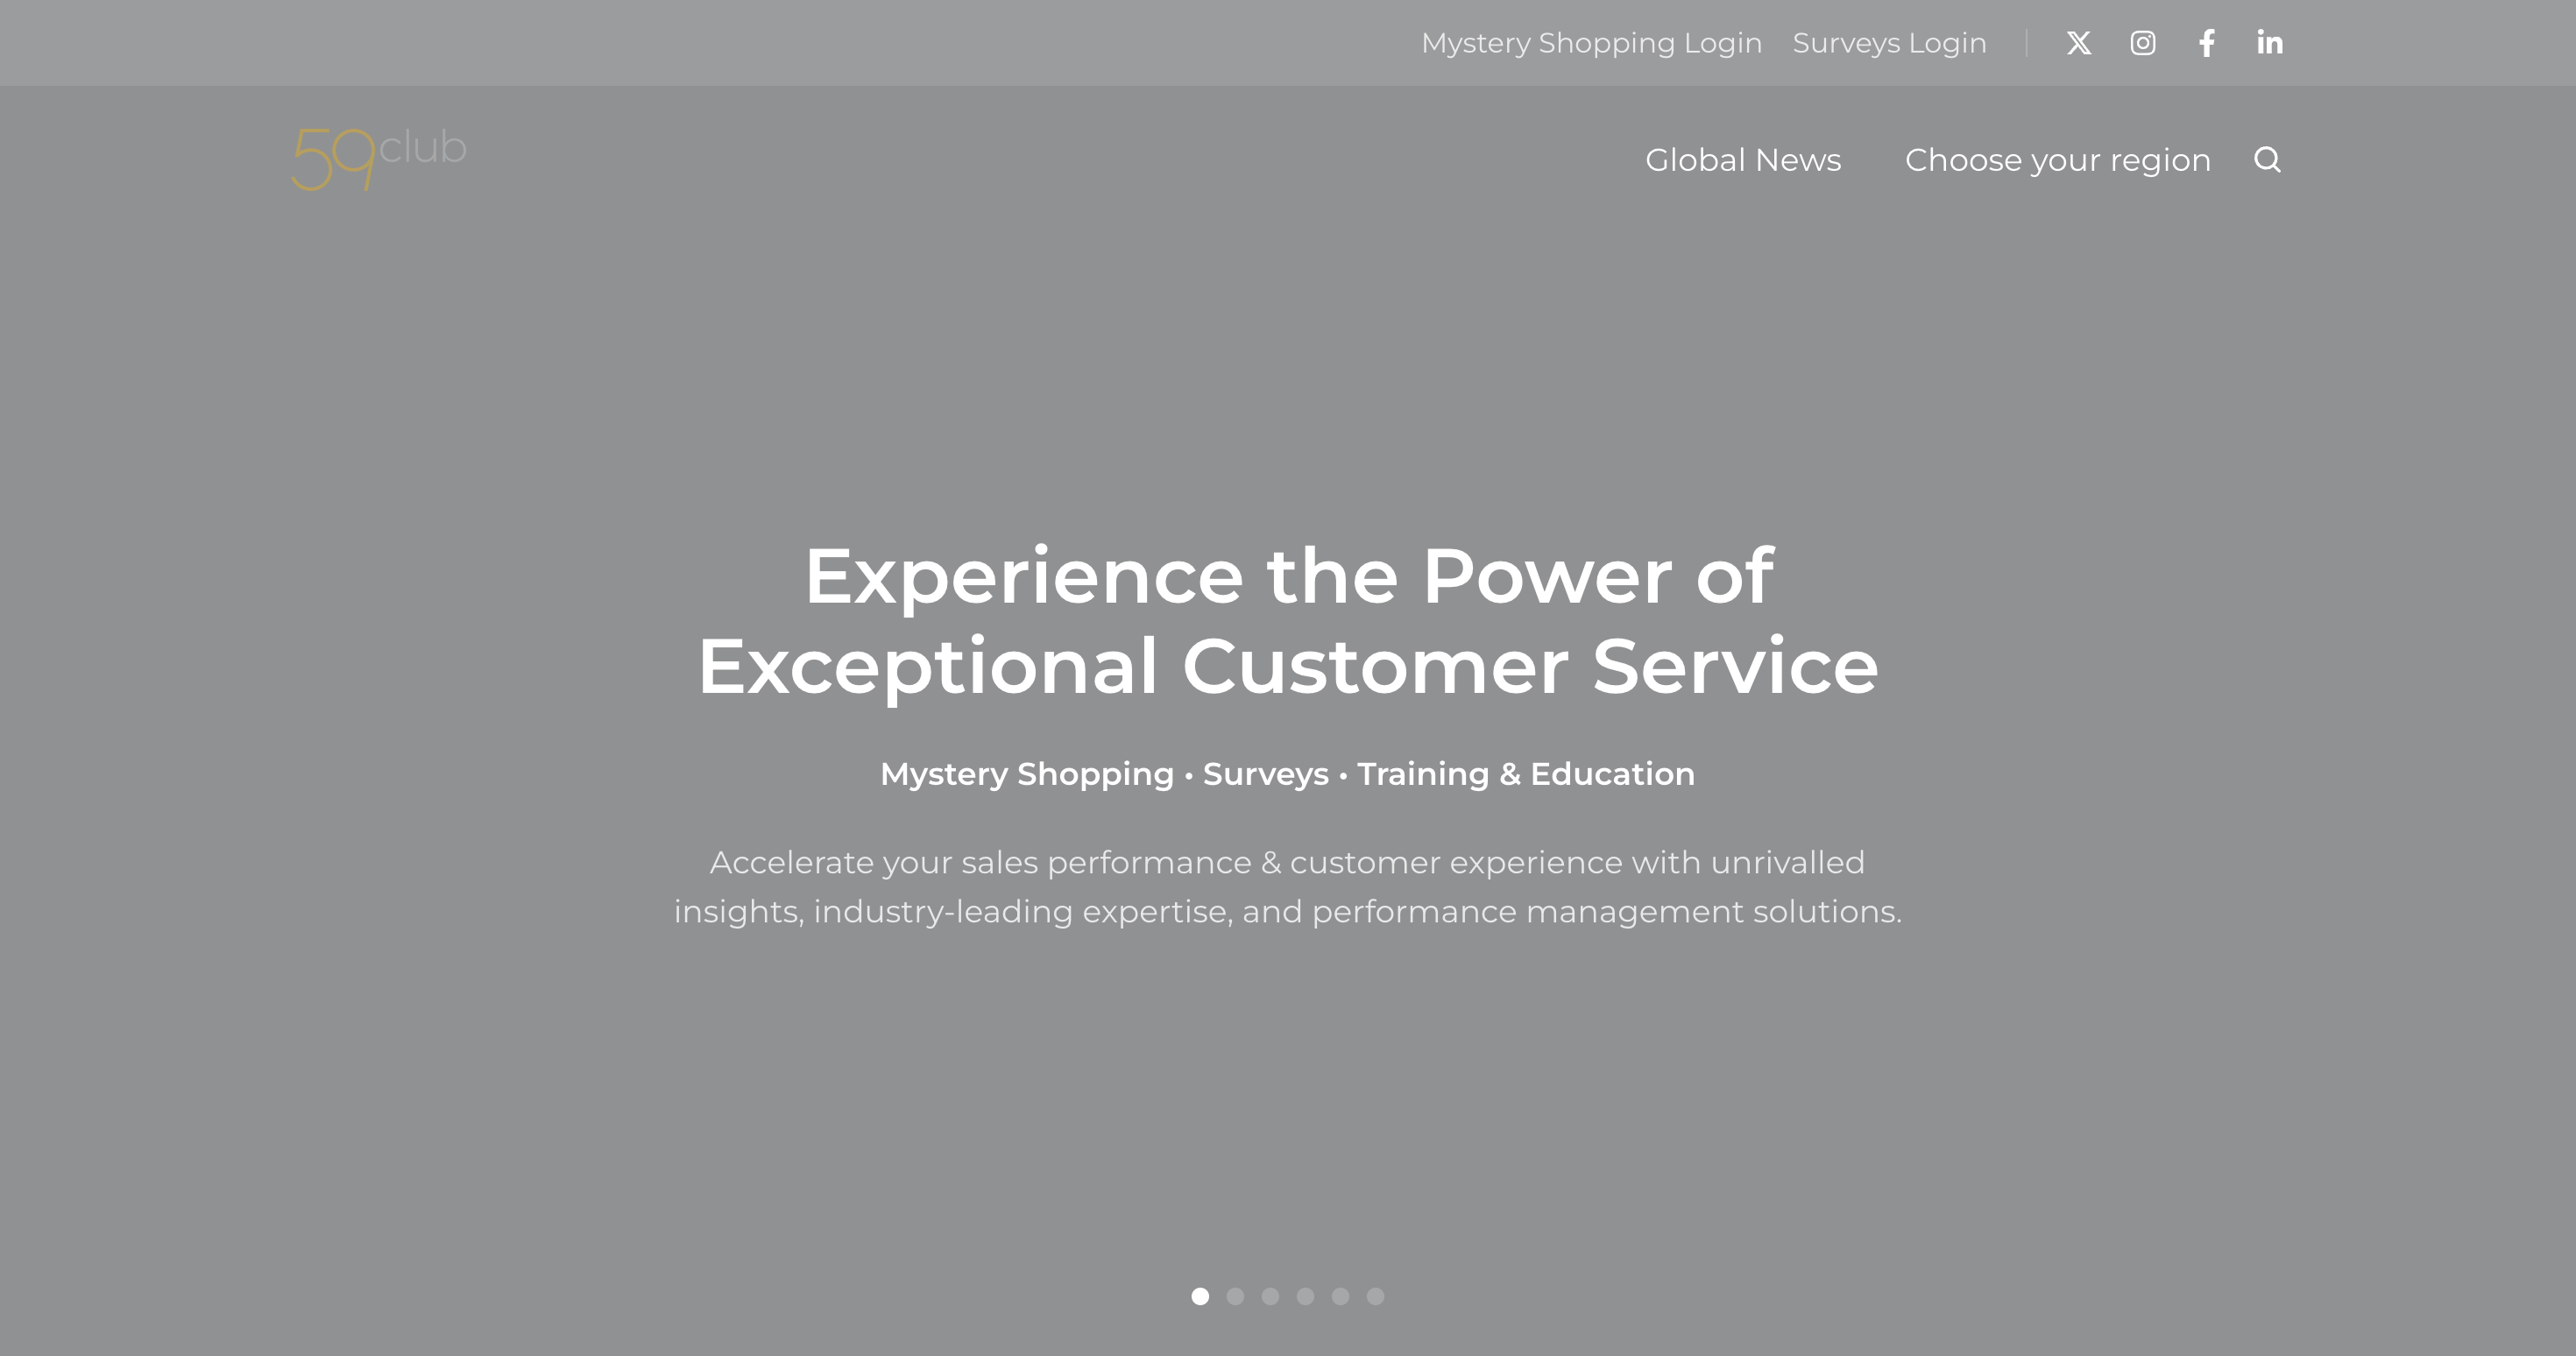 Mystery Shopping Login Surveys Login
59club
Global News Choose your region
Experience the Power of
Exceptional Customer Service
Mystery Shopping • Surveys • Training & Education
Accelerate your sales performance & customer experience with unrivalled
insights, industry-leading expertise, and performance management solutions.